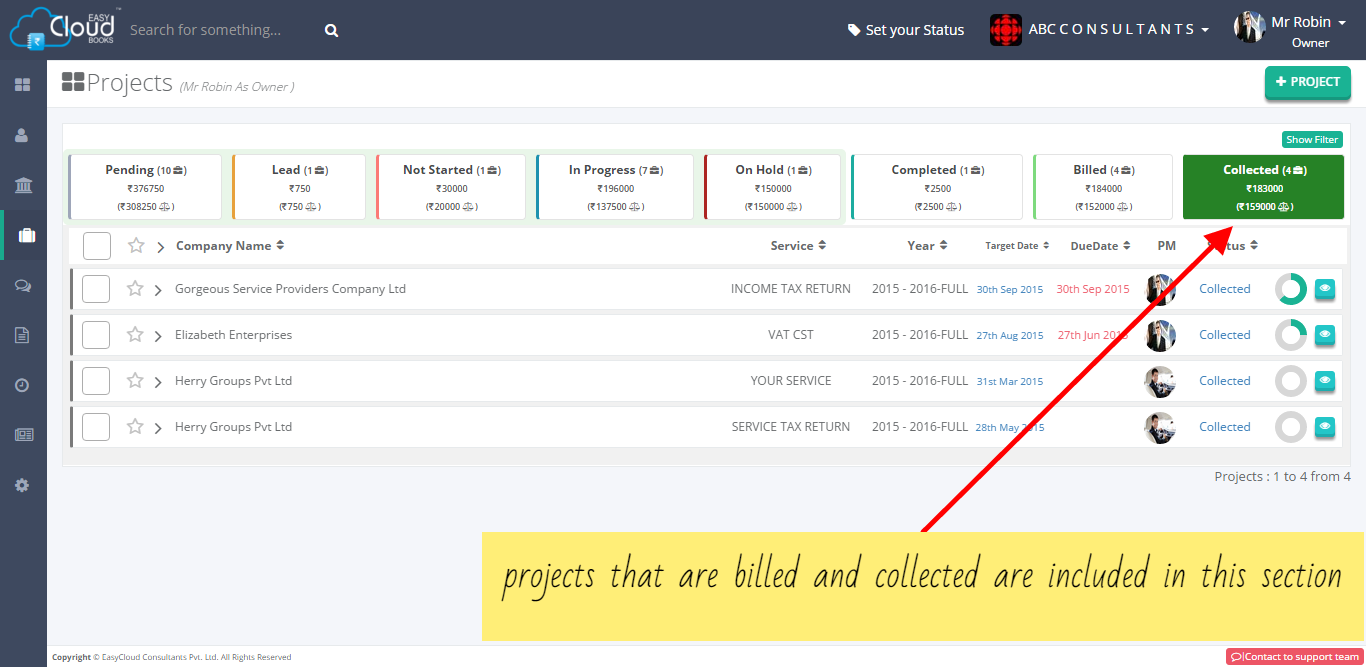 EASY
Cloud
BOOKS
™
Search for something...
Set your Status
ABCCONSULTANTS
Mr Robin
Owner
Projects (Mr Robin As Owner )
+ PROJECT
Show Filter
Pending (10)
₹376750
(₹308250)
Lead (1)
₹750
(₹750)
Not Started (1)
₹30000
(₹20000)
In Progress (7)
₹196000
(₹137500)
On Hold (1)
₹150000
(₹150000)
Completed (1)
₹2500
(₹2500)
Billed (4)
₹184000
(₹152000)
Collected (4)
₹183000
(₹159000)
Company Name Service Year Target Date DueDate PM
Gorgeous Service Providers Company Ltd INCOME TAX RETURN 2015 - 2016-FULL 30th Sep 2015 30th Sep 2015 Collected
Elizabeth Enterprises VAT CST 2015 - 2016-FULL 27th Aug 2015 27th Jun 2015 Collected
Herry Groups Pvt Ltd YOUR SERVICE 2015 - 2016-FULL 31st Mar 2015 Collected
Herry Groups Pvt Ltd SERVICE TAX RETURN 2015 - 2016-FULL 28th May 2015 Collected
Projects : 1 to 4 from 4
projects that are billed and collected are included in this section
Copyright © EasyCloud Consultants Pvt. Ltd. All Rights Reserved
Contact to support team